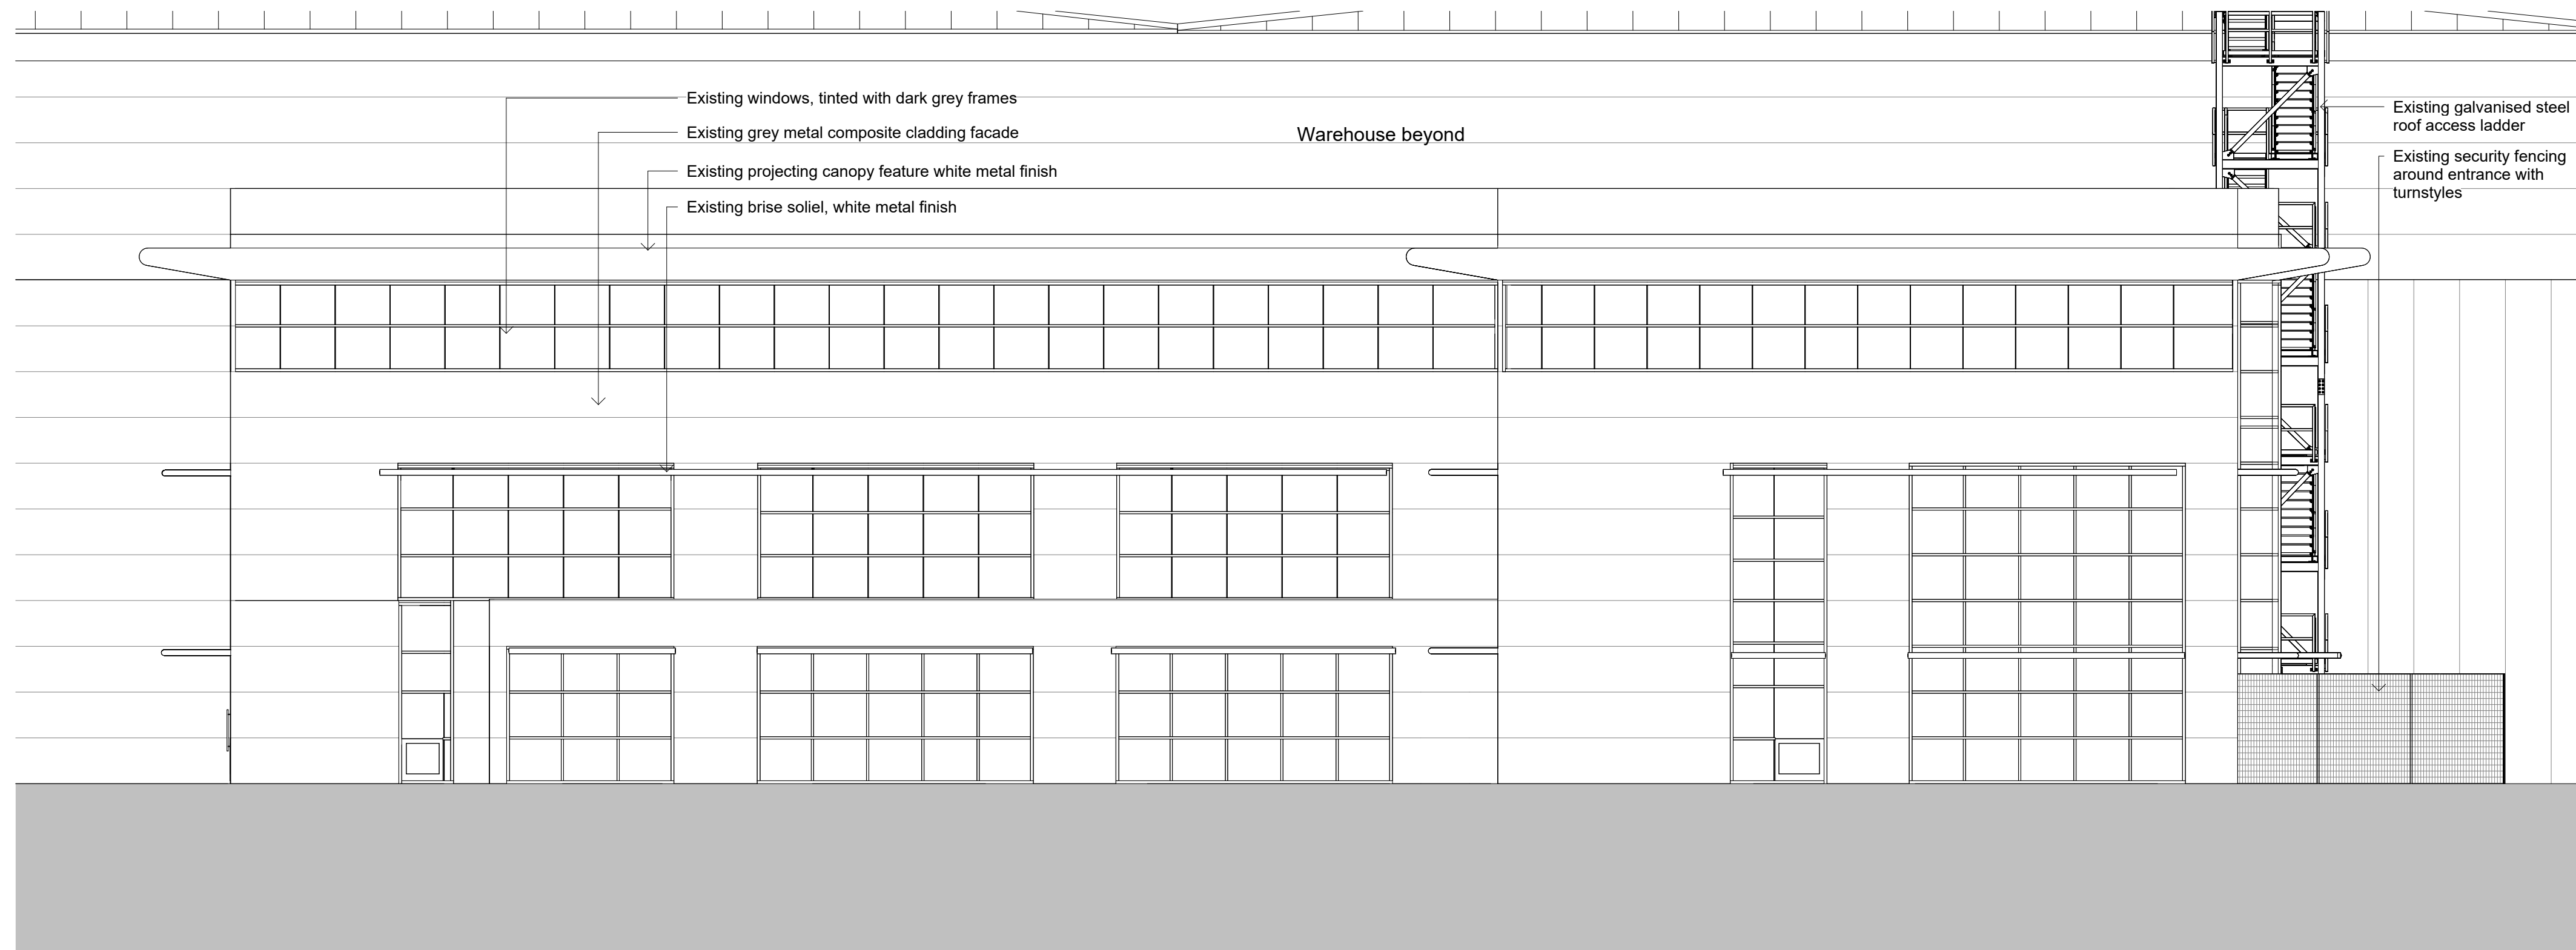 Existing windows, tinted with dark grey frames
Existing grey metal composite cladding facade
Existing projecting canopy feature white metal finish
Existing brise soliel, white metal finish
Warehouse beyond
Existing galvanised steel
roof access ladder
Existing security fencing
around entrance with
turnstyles